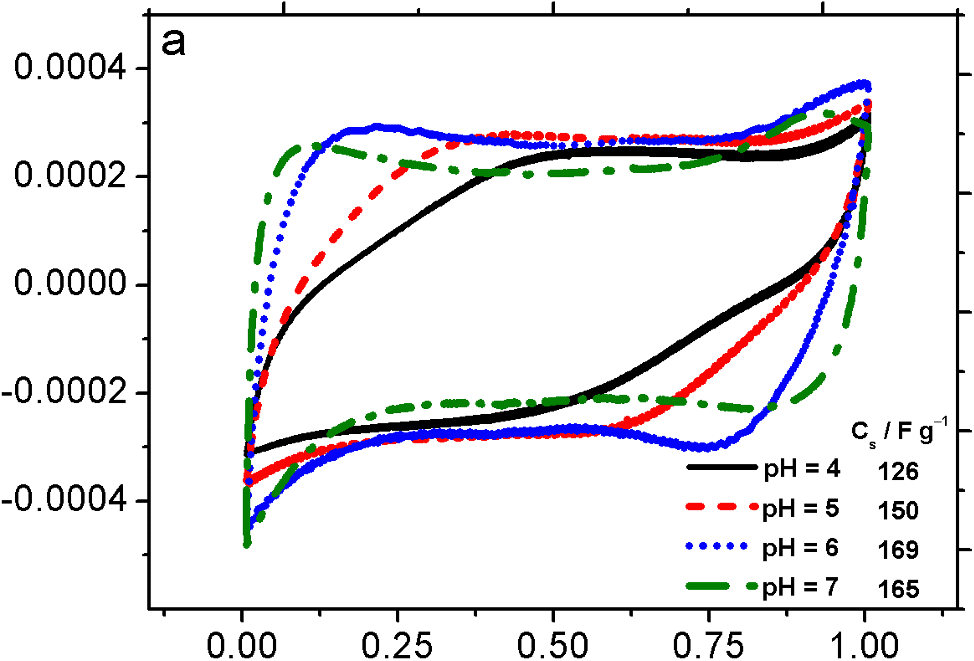 a
0.0004
0.0002
0.0000
-0.0002
-0.0004
Cs / F g–1
pH = 4 126
pH = 5 150
pH = 6 169
pH = 7 165
0.00 0.25 0.50 0.75 1.00